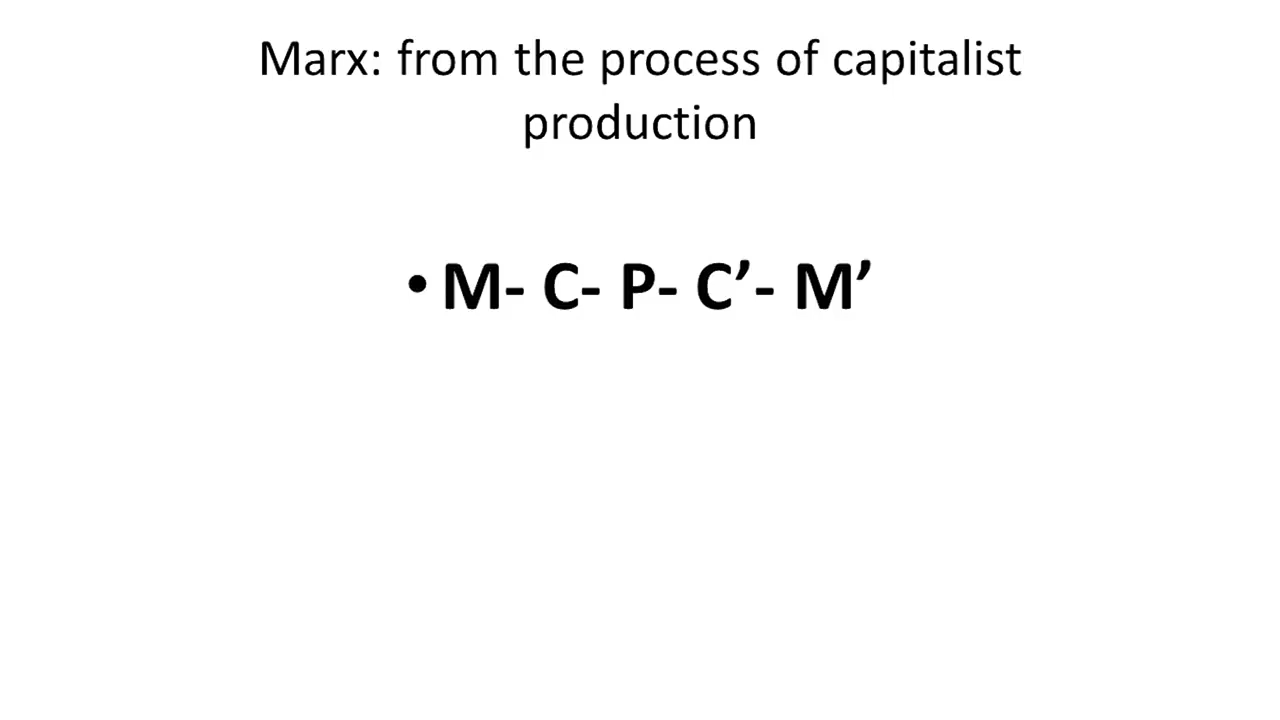 Marx: from the process of capitalist
production
• M- C- P- C’- M’